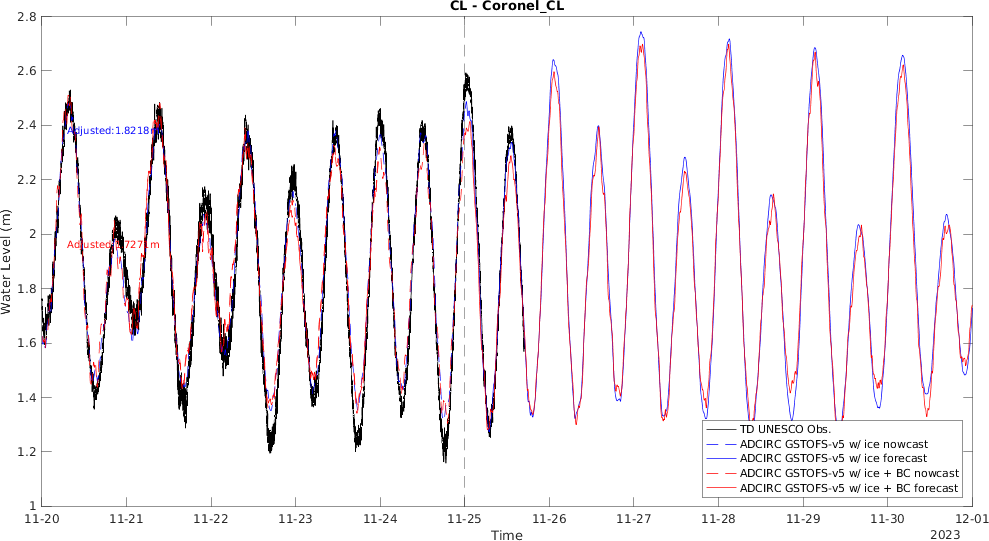 CL - Coronel_CL
2.8
2.6
2.4
2.2
2
1.8
1.6
1.4
1.2
1
Water Level (m)
Adjusted:1.8218m
Adjusted:1.7271m
TD UNESCO Obs.
ADCIRC GSTOFS-v5 w/ ice nowcast
ADCIRC GSTOFS-v5 w/ ice forecast
ADCIRC GSTOFS-v5 w/ ice + BC nowcast
ADCIRC GSTOFS-v5 w/ ice + BC forecast
11-20 11-21 11-22 11-23 11-24 11-25 11-26 11-27 11-28 11-29 11-30 12-01
Time
2023